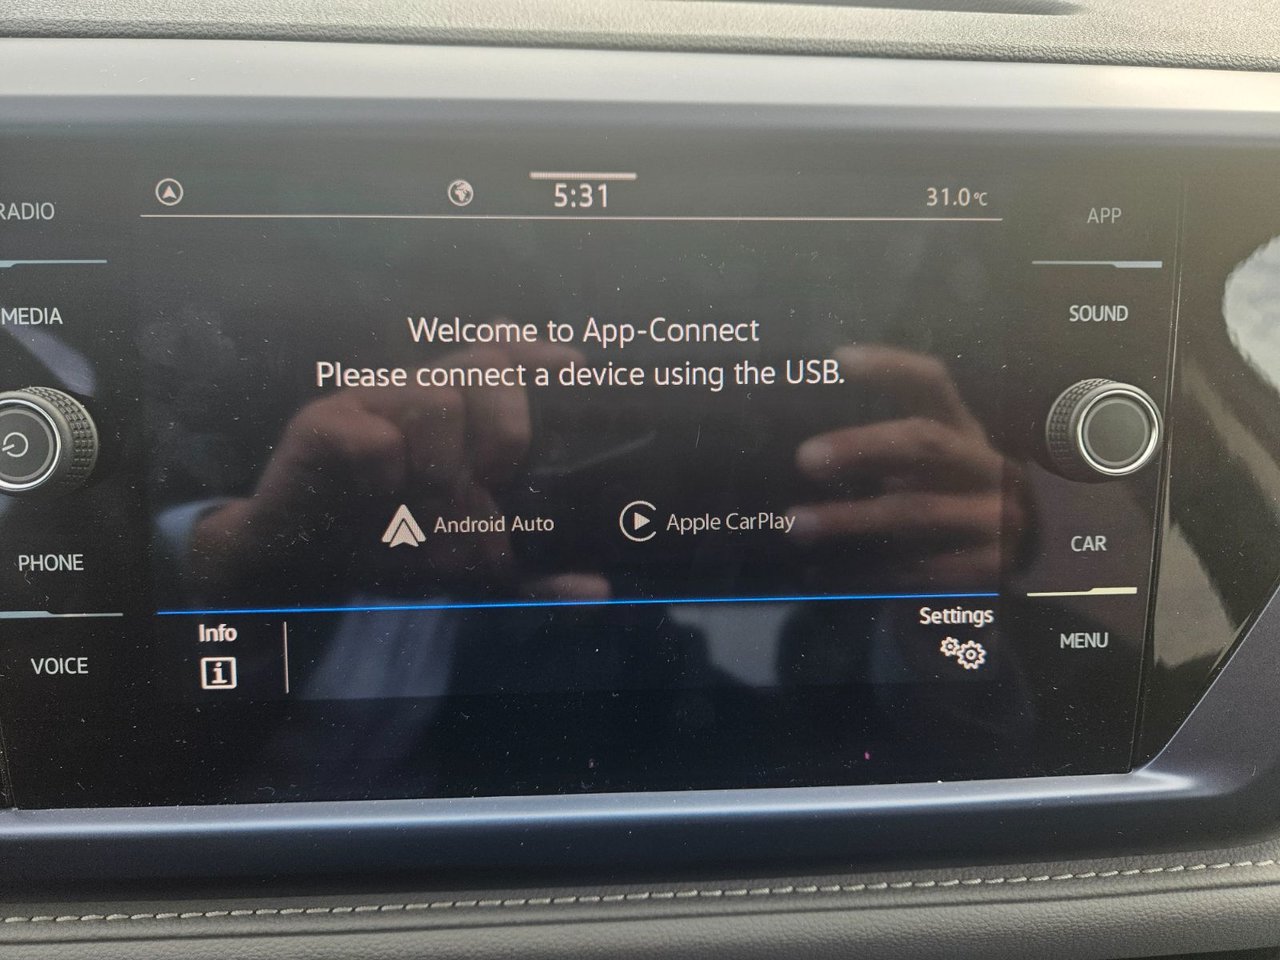 5:31
31.0°C
RADIO
MEDIA
PHONE
VOICE
Welcome to App-Connect
Please connect a device using the USB.
Android Auto
Apple CarPlay
Info
Settings
APP
SOUND
CAR
MENU